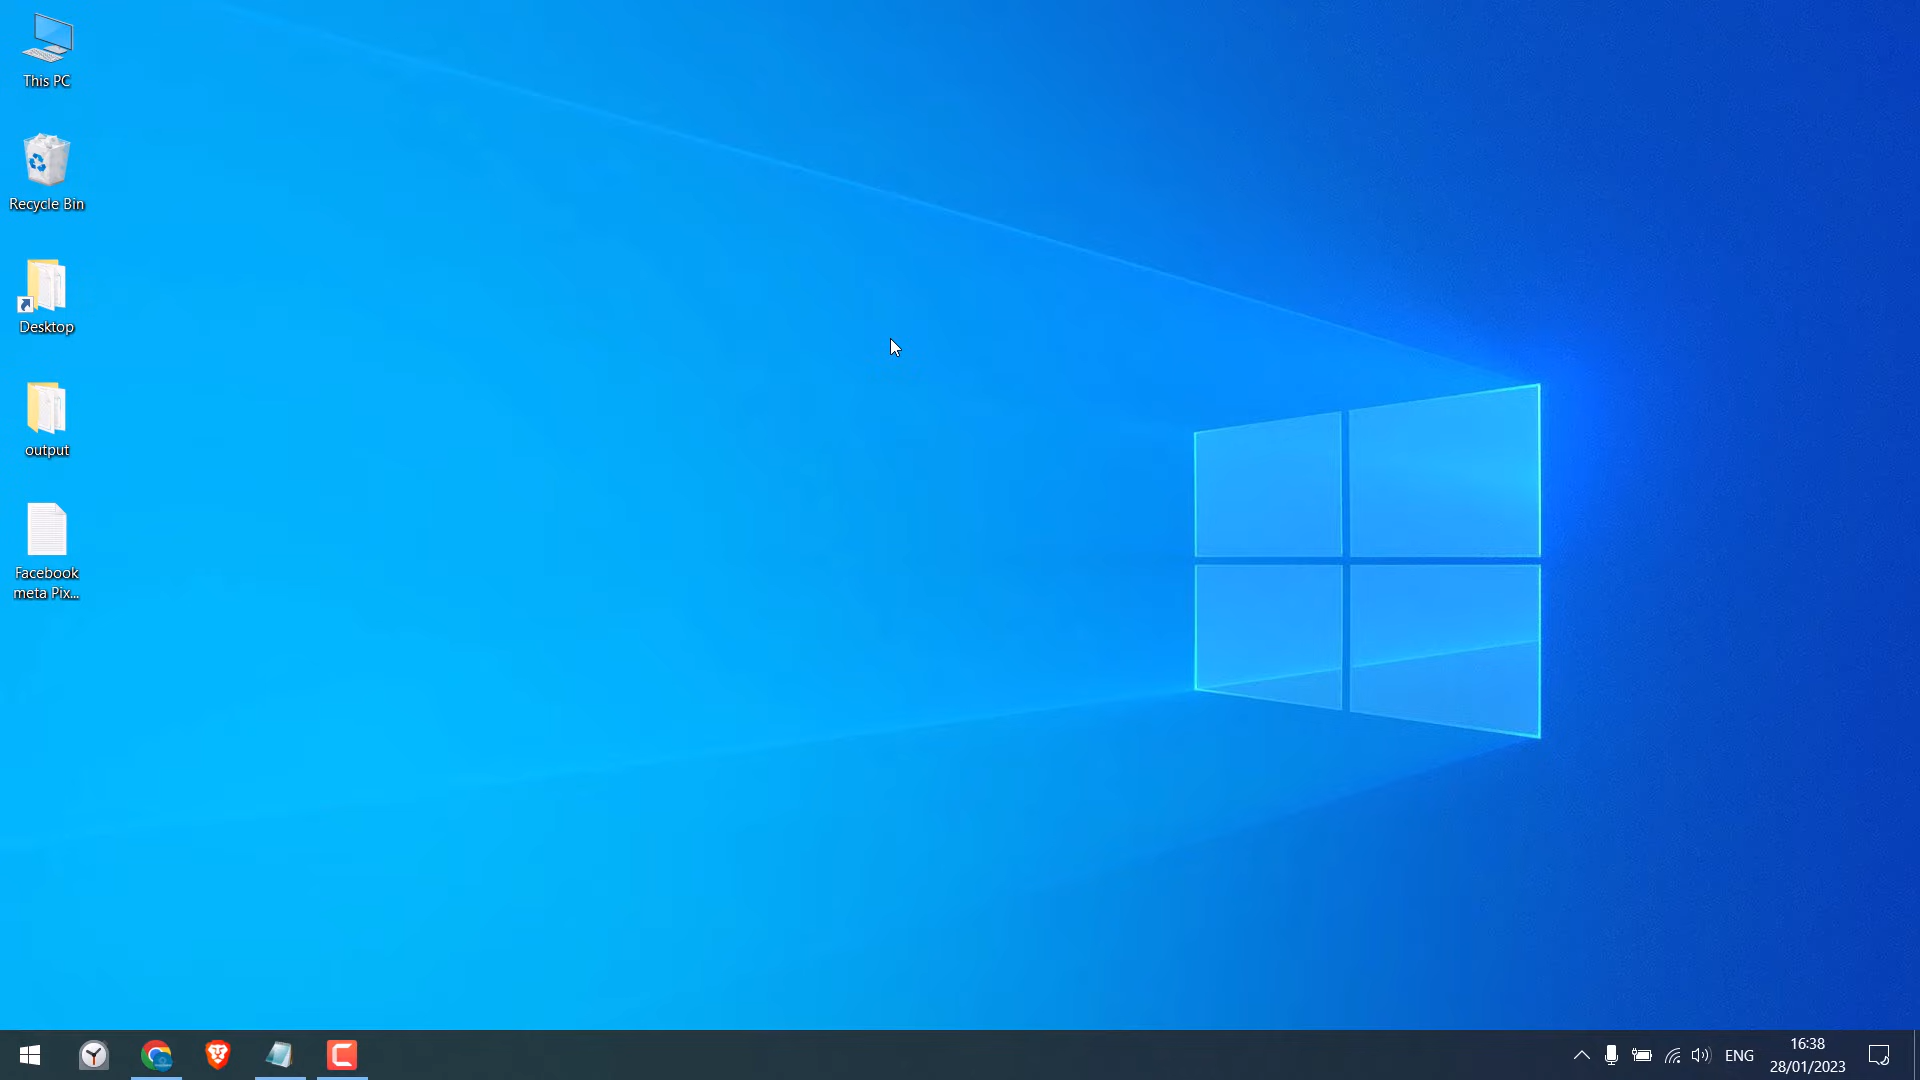 This PC
Recycle Bin
Desktop
output
Facebook
meta Pix...
ENG
16:38
28/01/2023